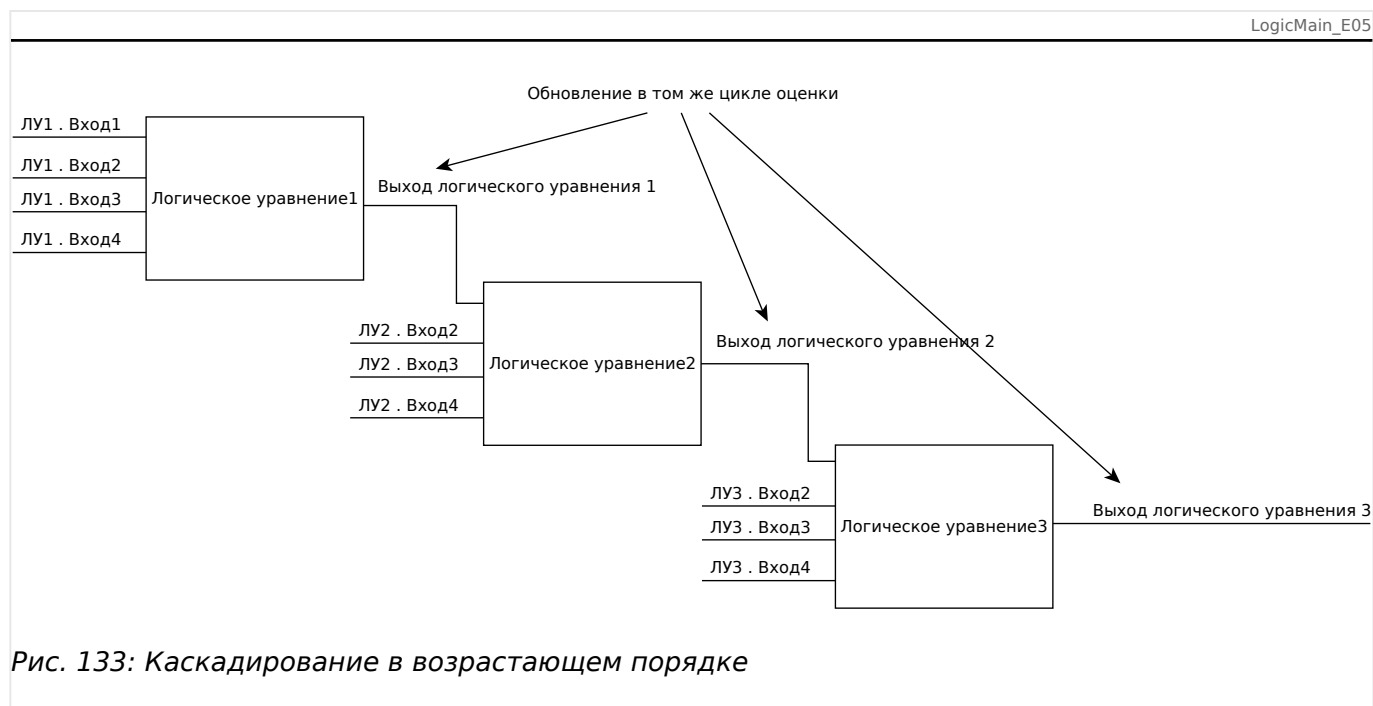 LogicMain_E05
Обновление в том же цикле оценки
ЛУ1 . Вход1
ЛУ1 . Вход2
ЛУ1 . Вход3
ЛУ1 . Вход4
Логическое уравнение1
Выход логического уравнения 1
ЛУ2 . Вход2
ЛУ2 . Вход3
ЛУ2 . Вход4
Логическое уравнение2
Выход логического уравнения 2
ЛУ3 . Вход2
ЛУ3 . Вход3
ЛУ3 . Вход4
Логическое уравнение3
Выход логического уравнения 3
Рис. 133: Каскадирование в возрастающем порядке